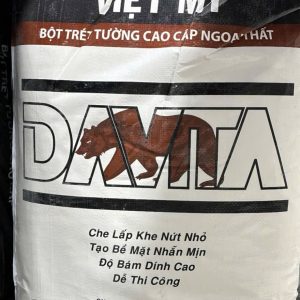 VIỆT MỸ
BỘT TRÉT TƯỜNG CAO CẤP NGOẠI THẤT
DAVITA
Che Lấp Khe Nứt Nhỏ
Tạo Bề Mặt Nhẵn Mịn
Độ Bám Dính Cao
Dễ Thi Công